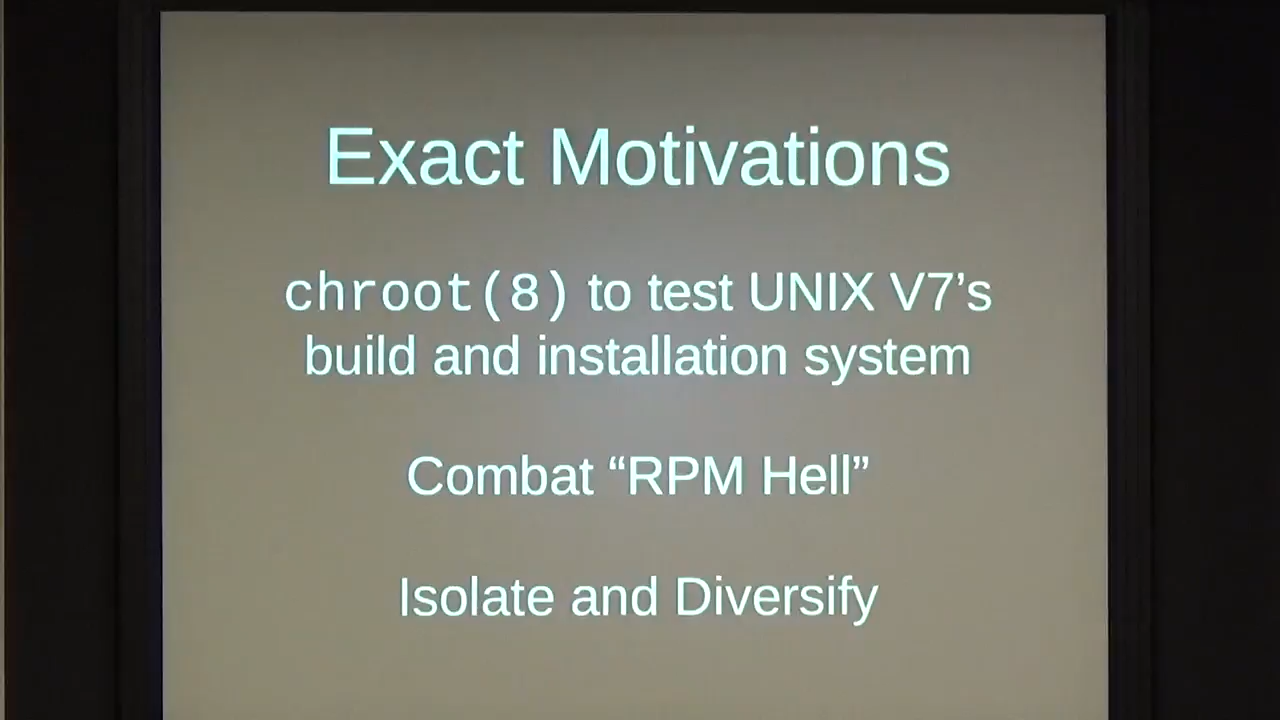 Exact Motivations
chroot(8) to test UNIX V7’s
build and installation system
Combat “RPM Hell”
Isolate and Diversify